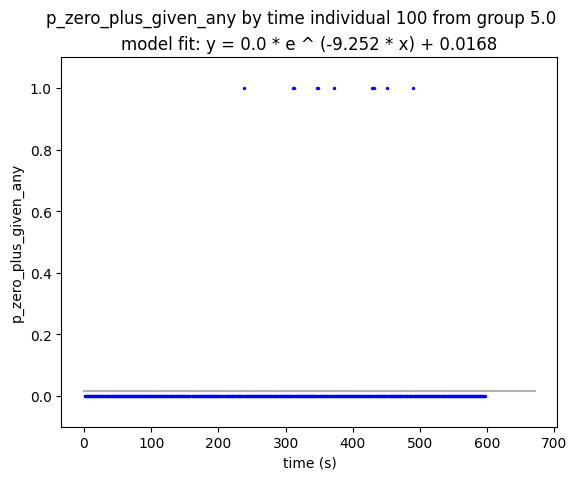 p_zero_plus_given_any by time individual 100 from group 5.0
model fit: y = 0.0 * e ^ (-9.252 * x) + 0.0168
1.0
0.8
0.6
0.4
0.2
0.0
p_zero_plus_given_any
0 100 200 300 400 500 600 700
time (s)